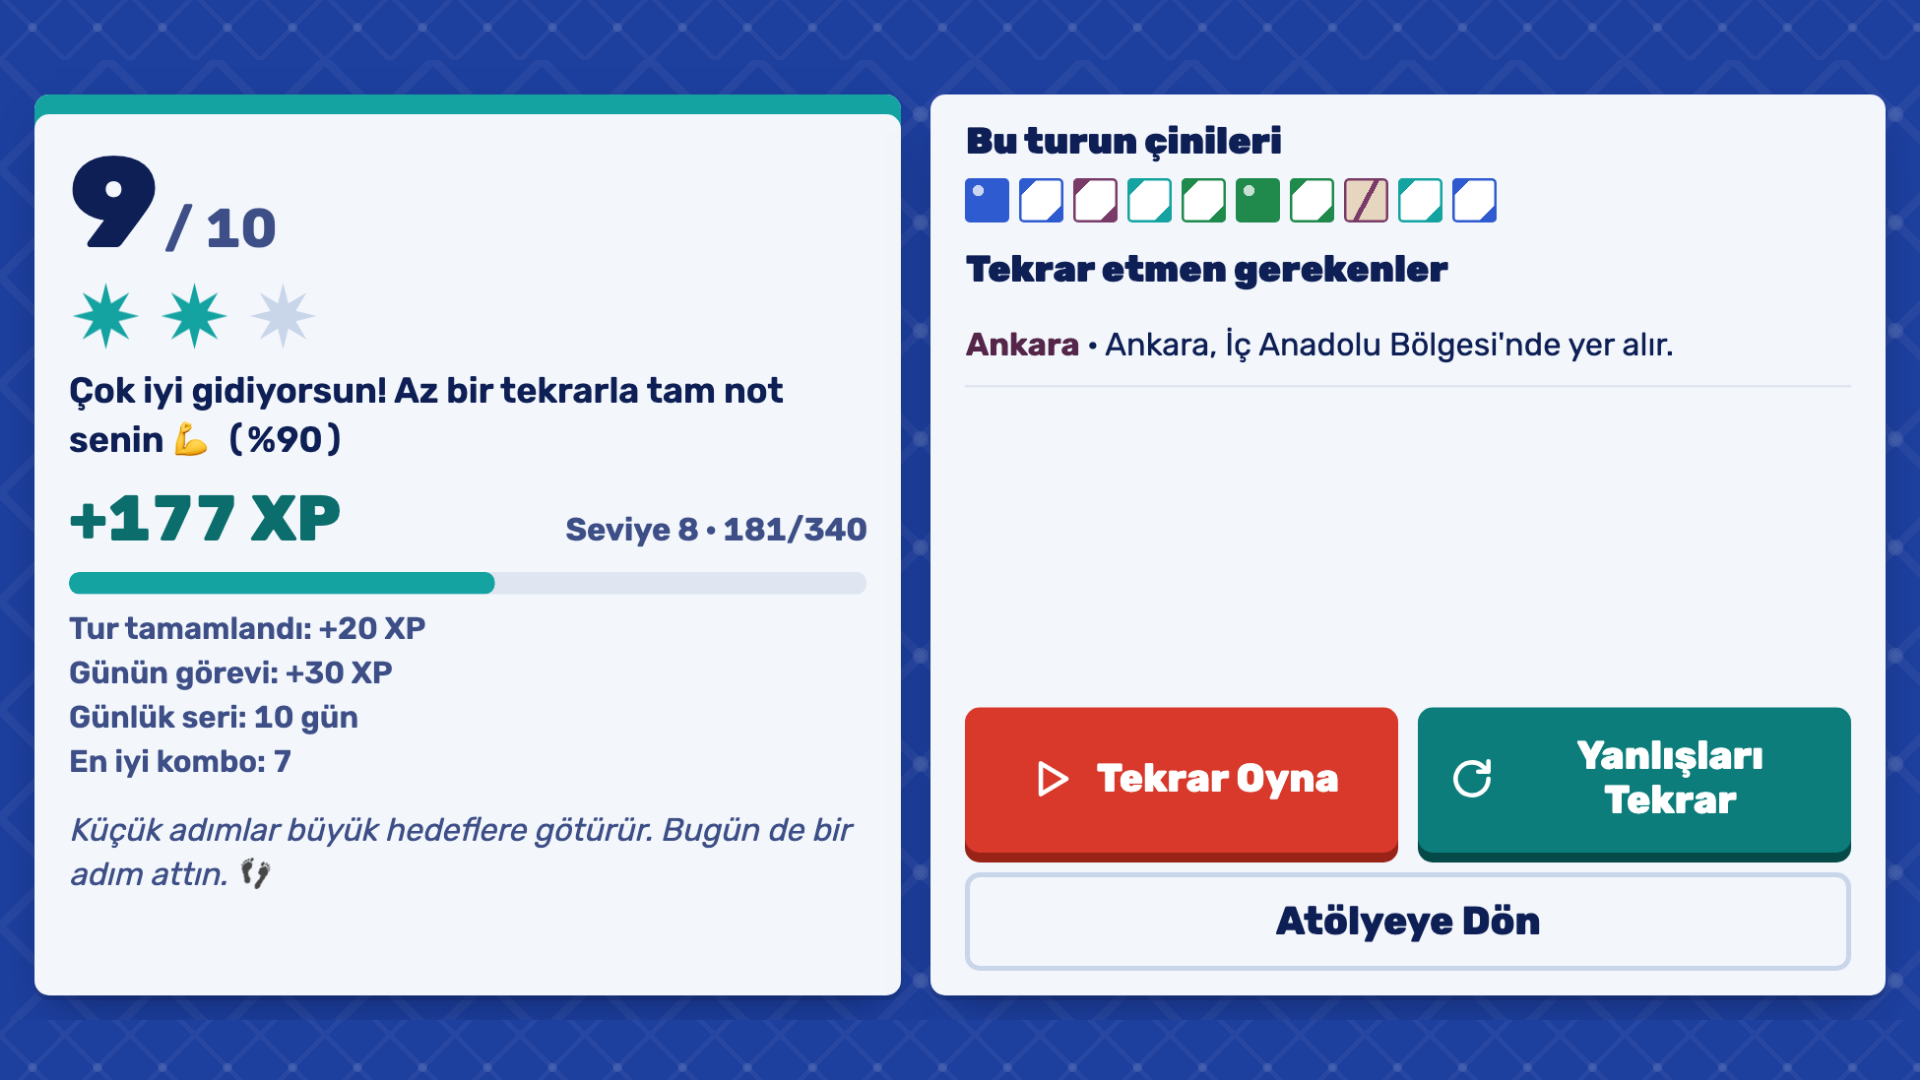 9 / 10
Çok iyi gidiyorsun! Az bir tekrarla tam not
senin 💪 (%90)
+177 XP
Seviye 8 • 181/340
Tur tamamlandı: +20 XP
Günün görevi: +30 XP
Günlük seri: 10 gün
En iyi kombo: 7
Küçük adımlar büyük hedeflere götürür. Bugün de bir
adım attın. 👣
Bu turun çinileri
Tekrar etmen gerekenler
Ankara • Ankara, İç Anadolu Bölgesi'nde yer alır.
Tekrar Oyna
Yanlışları
Tekrar
Atölyeye Dön